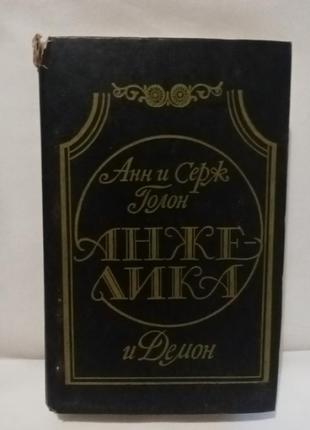 Анн и Серж
Голон
АНЖЕ-
ЛИКА
и Демон